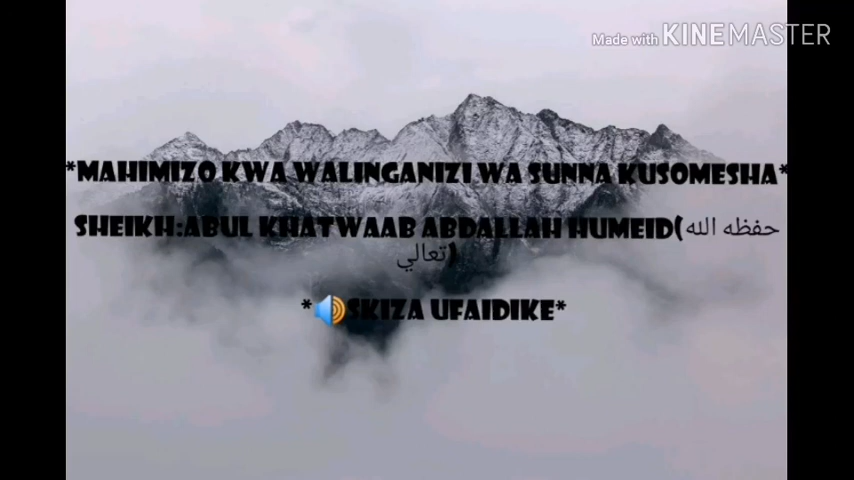 Made with KINEMASTER
*MAHIMIZO KWA WALINGANIZI WA SUNNA KUSOMESHA*
SHEIKH:ABUL KHATWAAB ABDALLAH HUMEID(حفظه الله
تعالي)
*🔊SKIZA UFAIDIKE*